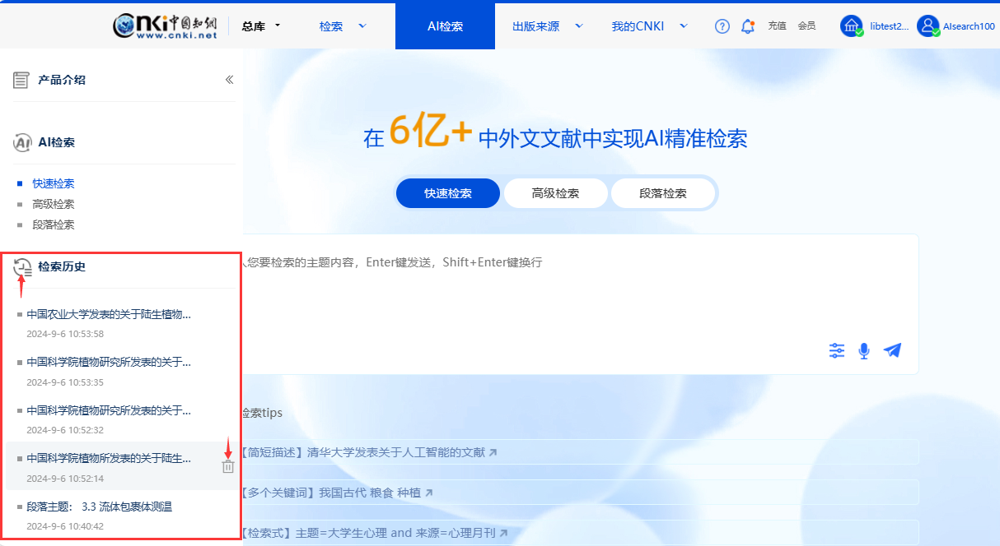 cnki中国知网
www.cnki.net
总库
检索
AI检索
出版来源
我的CNKI
充值
会员
libtest2...
AIsearch100
产品介绍
AI检索
快速检索
高级检索
段落检索
检索历史
中国农业大学发表的关于陆生植物...
2024-9-6 10:53:58
中国科学院植物研究所发表的关于...
2024-9-6 10:53:35
中国科学院植物研究所发表的关于...
2024-9-6 10:52:32
中国科学院植物所发表的关于陆生...
2024-9-6 10:52:14
段落主题： 3.3 流体包裹体测温
2024-9-6 10:40:42
在 6亿+ 中外文文献中实现AI精准检索
快速检索
高级检索
段落检索
您要检索的主题内容，Enter键发送，Shift+Enter键换行
检索tips
【简短描述】清华大学发表关于人工智能的文献
【多个关键词】我国古代 粮食 种植
【检索式】主题=大学生心理 and 来源=心理月刊